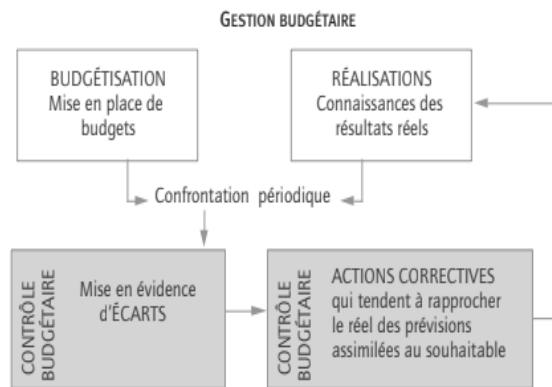 GESTION BUDGÉTAIRE
BUDGÉTISATION
Mise en place de
budgets
RÉALISATIONS
Connaissances des
résultats réels
Confrontation périodique
CONTRÔLE
BUDGÉTAIRE
Mise en évidence
d'ÉCARTS
CONTRÔLE
BUDGÉTAIRE
ACTIONS CORRECTIVES
qui tendent à rapprocher
le réel des prévisions
assimilées au souhaitable